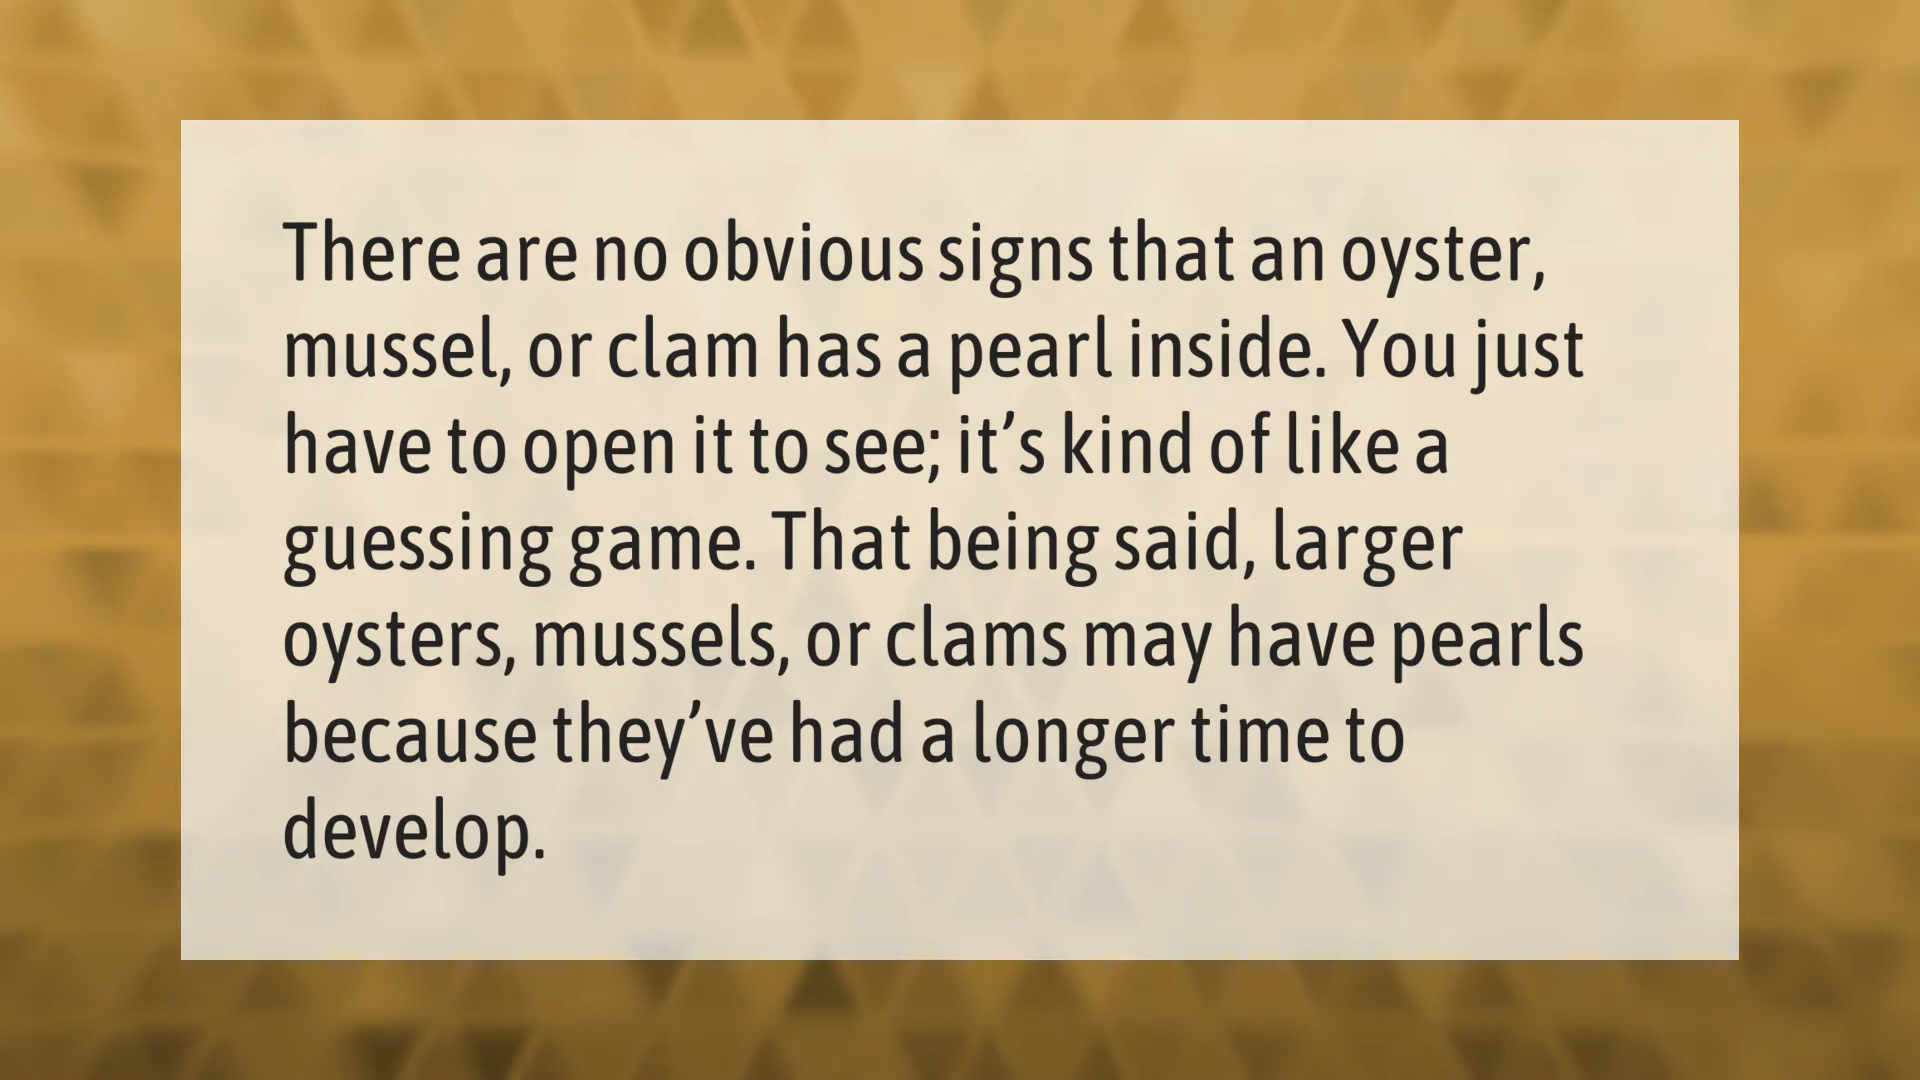 There are no obvious signs that an oyster,
mussel, or clam has a pearl inside. You just
have to open it to see; it’s kind of like a
guessing game. That being said, larger
oysters, mussels, or clams may have pearls
because they’ve had a longer time to
develop.